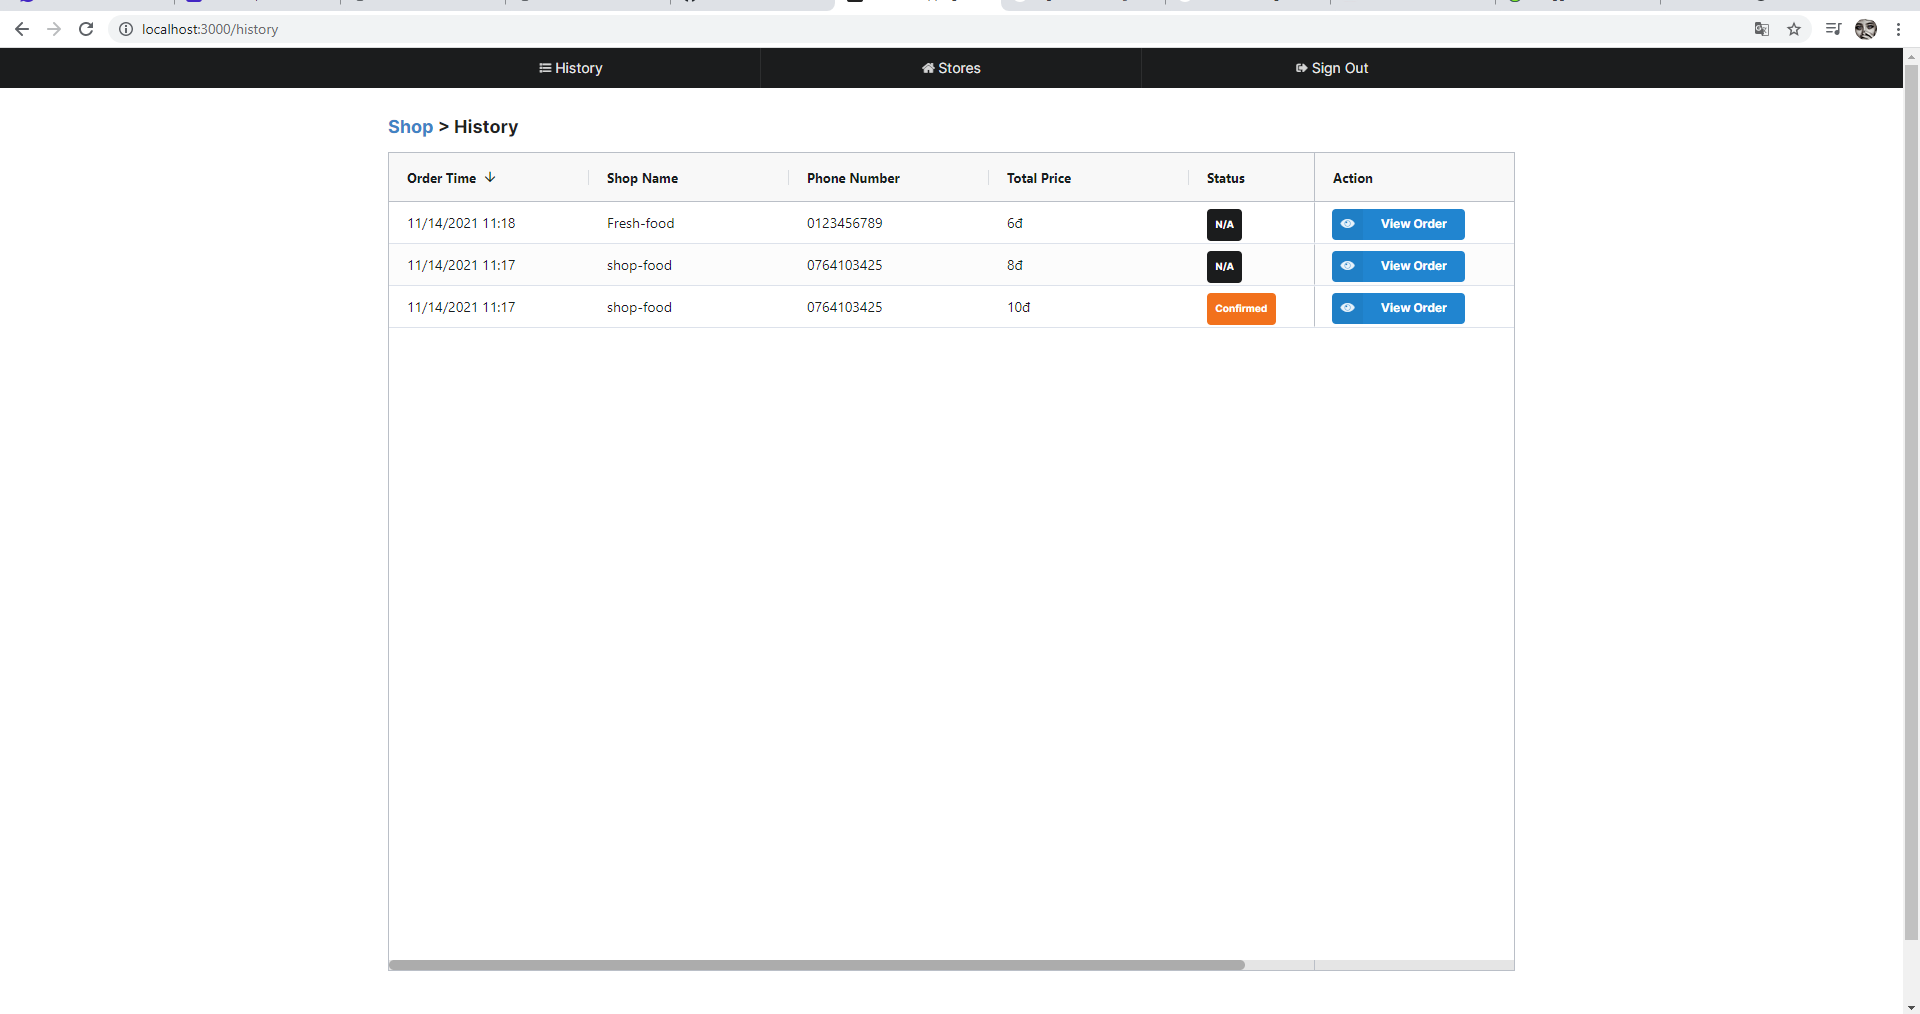 localhost:3000/history
History
Stores
Sign Out
Shop > History
Order Time Shop Name Phone Number Total Price Status Action
11/14/2021 11:18 Fresh-food 0123456789 6đ N/A View Order
11/14/2021 11:17 shop-food 0764103425 8đ N/A View Order
11/14/2021 11:17 shop-food 0764103425 10đ Confirmed View Order